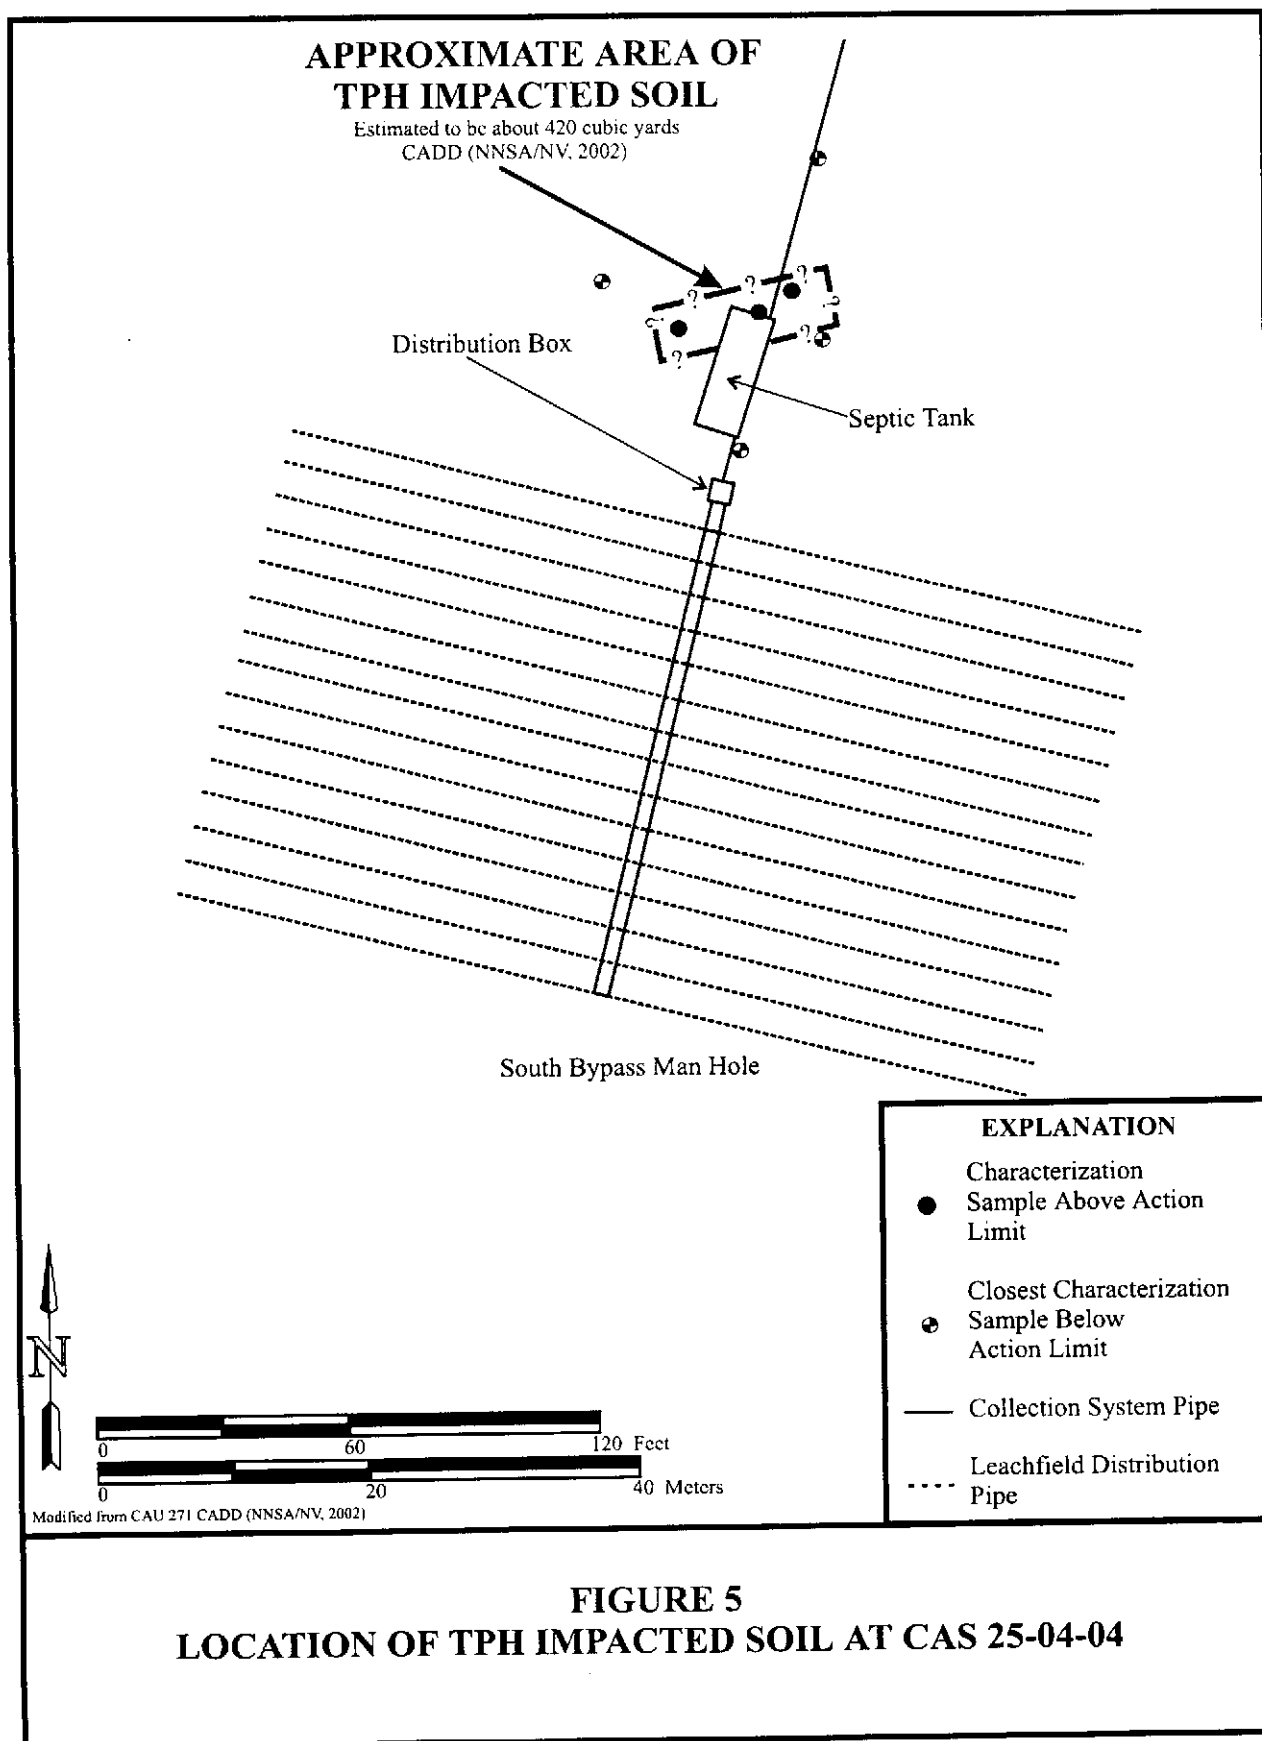 APPROXIMATE AREA OF
TPH IMPACTED SOIL
Estimated to be about 420 cubic yards
CADD (NNSA/NV, 2002)
? ? ? ?
? ?
? ?
Distribution Box
Septic Tank
South Bypass Man Hole
EXPLANATION
Characterization
Sample Above Action
Limit
Closest Characterization
Sample Below
Action Limit
Collection System Pipe
Leachfield Distribution
Pipe
N
0 60 120 Feet
0 20 40 Meters
Modified from CAU 271 CADD (NNSA/NV, 2002)
FIGURE 5
LOCATION OF TPH IMPACTED SOIL AT CAS 25-04-04